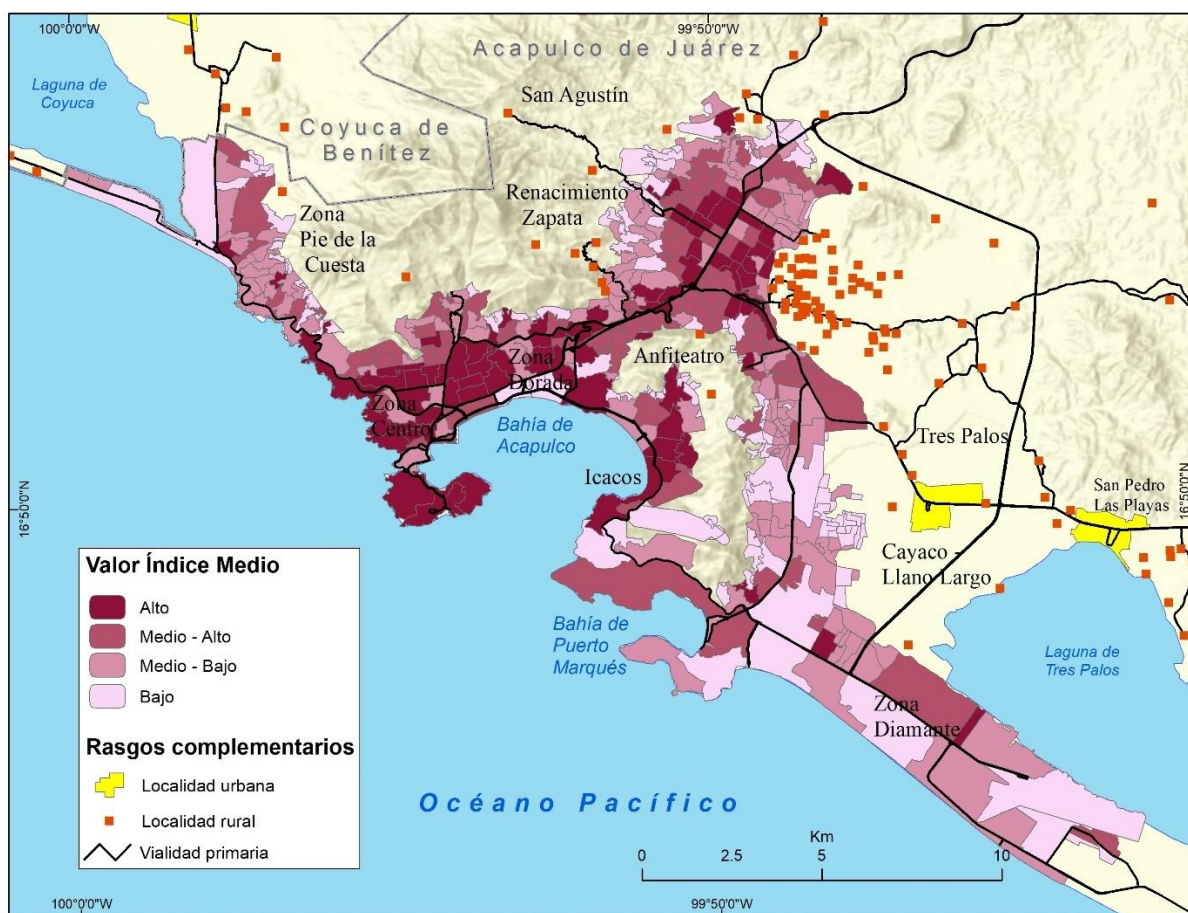 100°0'0"W
99°50'0"W
Acapulco de Juárez
Laguna de
Coyuca
San Agustín
Coyuca de
Benítez
Renacimiento
Zapata
Zona
Pie de la
Cuesta
Zona
Dorada
Anfiteatro
Zona
Centro
Bahía de
Acapulco
Tres Palos
Icacos
San Pedro
Las Playas
16°50'0"N
16°50'0"N
Cayaco -
Llano Largo
Bahía de
Puerto
Marqués
Laguna de
Tres Palos
Zona
Diamante
Océano Pacífico
Valor Índice Medio
Alto
Medio - Alto
Medio - Bajo
Bajo
Rasgos complementarios
Localidad urbana
Localidad rural
Vialidad primaria
Km
0 2.5 5 10
100°0'0"W
99°50'0"W